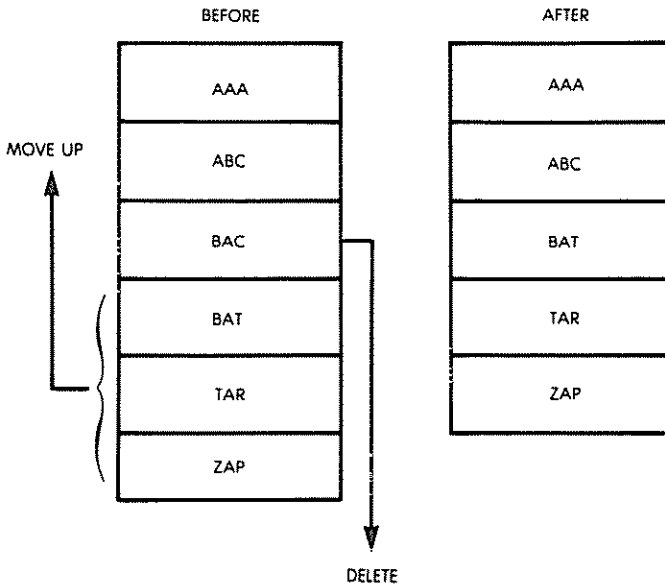 BEFORE
AFTER
AAA
AAA
ABC
ABC
MOVE UP
BAC
BAT
BAT
TAR
TAR
ZAP
ZAP
DELETE